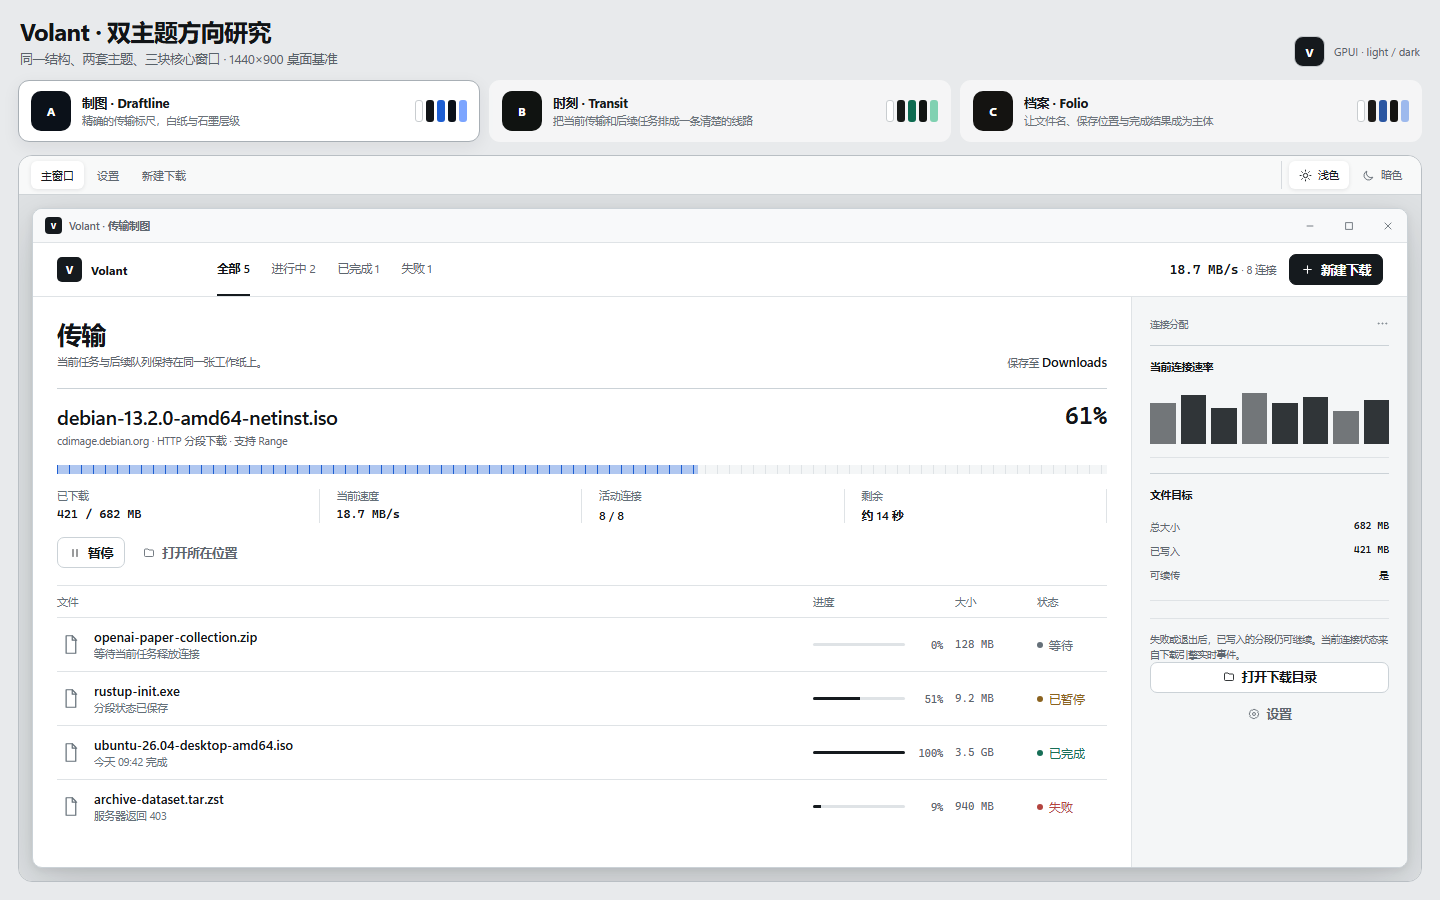 Volant · 双主题方向研究
同一结构、两套主题、三块核心窗口 · 1440×900 桌面基准
V
GPUI · light / dark
A
制图 · Draftline
精确的传输标尺，白纸与石墨层级
B
时刻 · Transit
把当前传输和后续任务排成一条清楚的线路
C
档案 · Folio
让文件名、保存位置与完成结果成为主体
主窗口
设置
新建下载
浅色
暗色
V
Volant · 传输制图
V
Volant
全部 5
进行中 2
已完成 1
失败 1
18.7 MB/s · 8 连接
新建下载
传输
当前任务与后续队列保持在同一张工作纸上。
保存至 Downloads
debian-13.2.0-amd64-netinst.iso
61%
cdimage.debian.org · HTTP 分段下载 · 支持 Range
已下载
421 / 682 MB
当前速度
18.7 MB/s
活动连接
8 / 8
剩余
约 14 秒
暂停
打开所在位置
文件
进度
大小
状态
openai-paper-collection.zip
等待当前任务释放连接
0%
128 MB
等待
rustup-init.exe
分段状态已保存
51%
9.2 MB
已暂停
ubuntu-26.04-desktop-amd64.iso
今天 09:42 完成
100%
3.5 GB
已完成
archive-dataset.tar.zst
服务器返回 403
9%
940 MB
失败
连接分配
当前连接速率
文件目标
总大小
682 MB
已写入
421 MB
可续传
是
失败或退出后，已写入的分段仍可继续。当前连接状态来
自下载引擎实时事件。
打开下载目录
设置